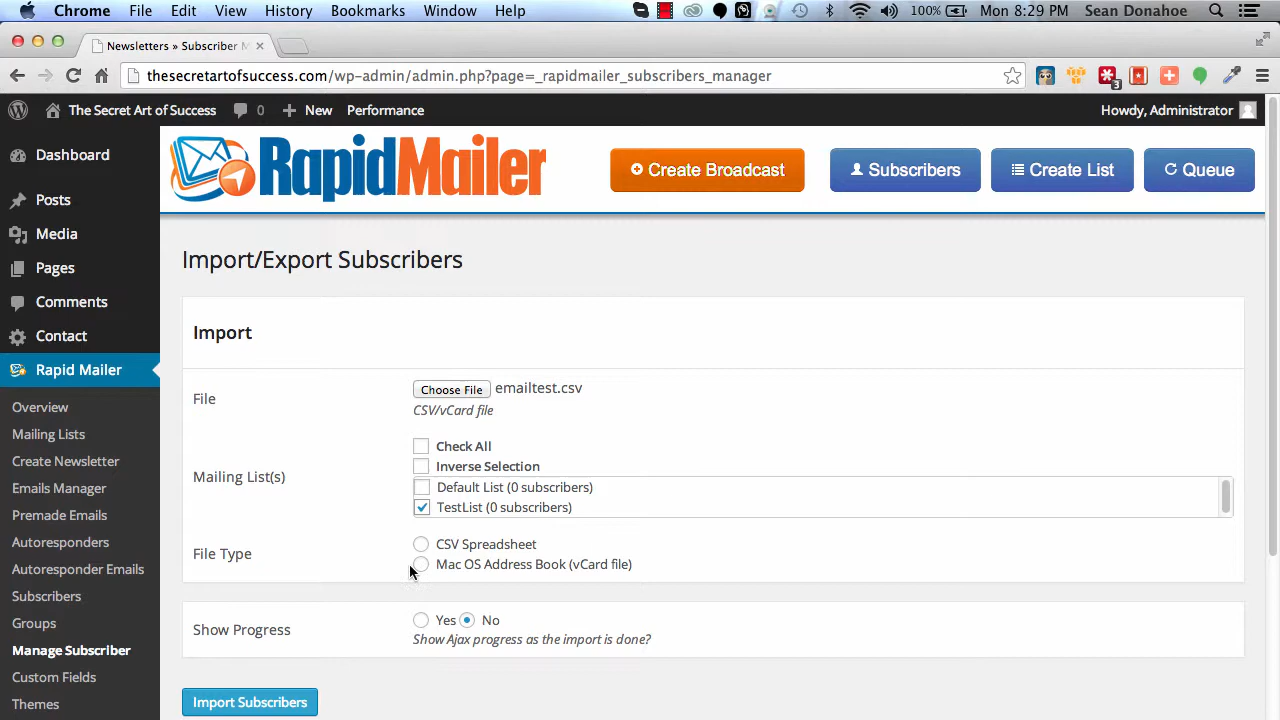 Chrome File Edit View History Bookmarks Window Help 100% Mon 8:29 PM Sean Donahoe
Newsletters » Subscriber M
thesecretartofsuccess.com/wp-admin/admin.php?page=_rapidmailer_subscribers_manager 3
The Secret Art of Success 0 New Performance Howdy, Administrator
RapidMailer Create Broadcast Subscribers Create List Queue
Dashboard
Posts
Media
Pages
Comments
Contact
Rapid Mailer
Overview
Mailing Lists
Create Newsletter
Emails Manager
Premade Emails
Autoresponders
Autoresponder Emails
Subscribers
Groups
Manage Subscriber
Custom Fields
Themes
Import/Export Subscribers
Import
File Choose File emailtest.csv
CSV/vCard file
Mailing List(s)
Check All
Inverse Selection
Default List (0 subscribers)
TestList (0 subscribers)
File Type
CSV Spreadsheet
Mac OS Address Book (vCard file)
Show Progress
Yes No
Show Ajax progress as the import is done?
Import Subscribers